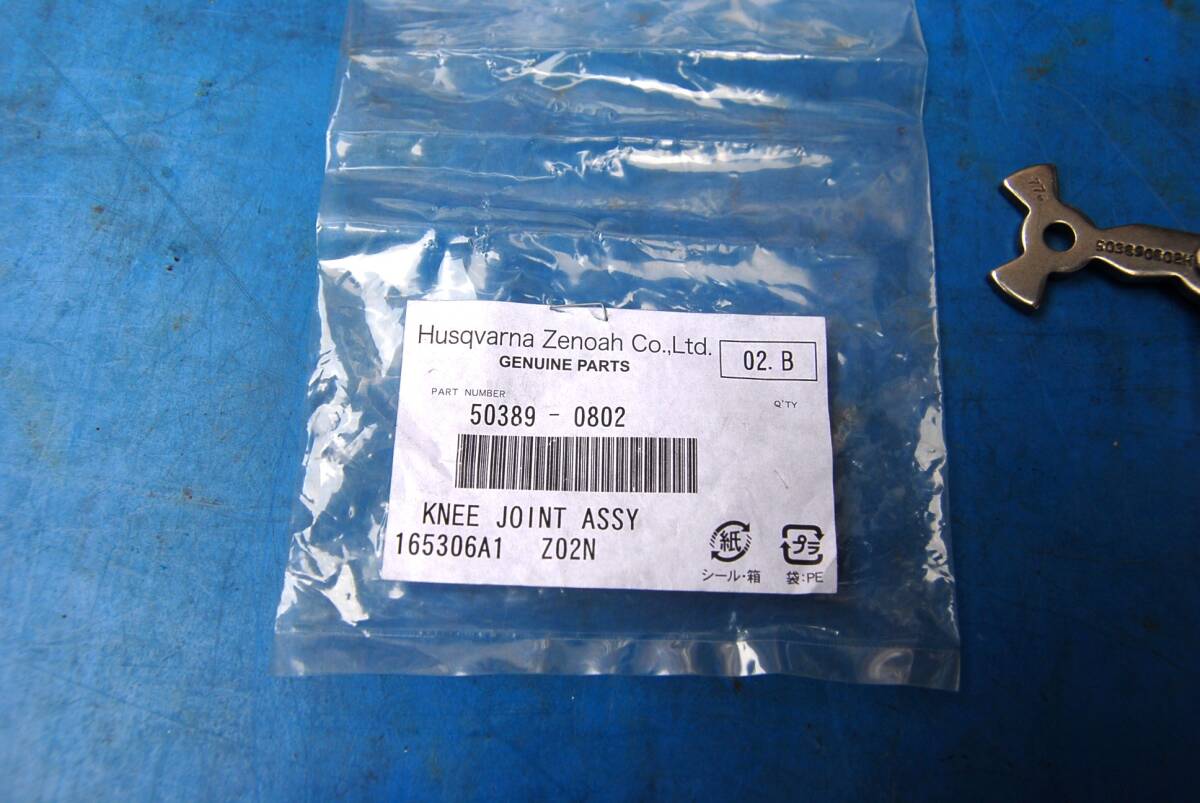 Husqvarna Zenoah Co.,Ltd.
GENUINE PARTS
02. B
PART NUMBER
Q'TY
50389 - 0802
KNEE JOINT ASSY
165306A1 Z02N
紙
プラ
シール・箱
袋:PE